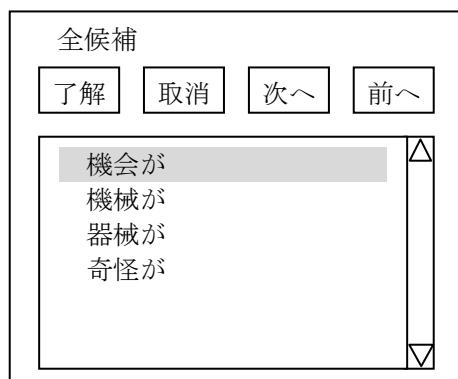 全候補
了解 取消 次へ 前へ
機会が
機械が
器械が
奇怪が